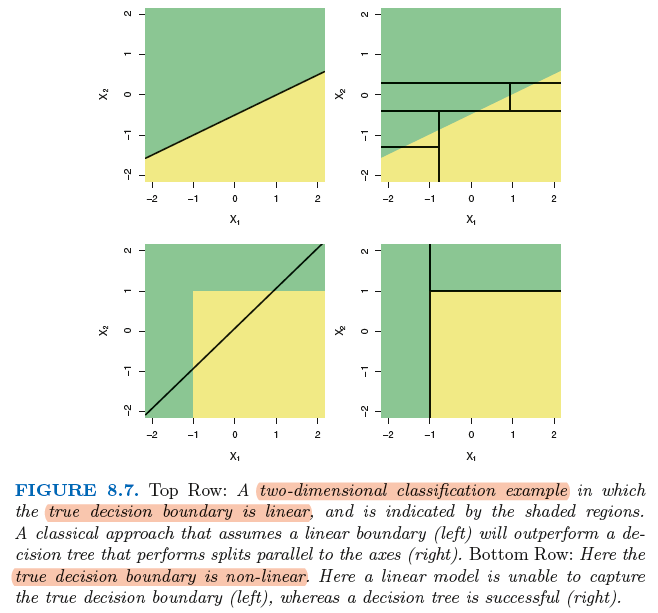 2
1
0
−1
−2
X₂
−2
−1
0
1
2
X₁
2
1
0
−1
−2
X₂
−2
−1
0
1
2
X₁
2
1
0
−1
−2
X₂
−2
−1
0
1
2
X₁
2
1
0
−1
−2
X₂
−2
−1
0
1
2
X₁
FIGURE 8.7. Top Row: A two-dimensional classification example in which
the true decision boundary is linear, and is indicated by the shaded regions.
A classical approach that assumes a linear boundary (left) will outperform a de-
cision tree that performs splits parallel to the axes (right). Bottom Row: Here the
true decision boundary is non-linear. Here a linear model is unable to capture
the true decision boundary (left), whereas a decision tree is successful (right).